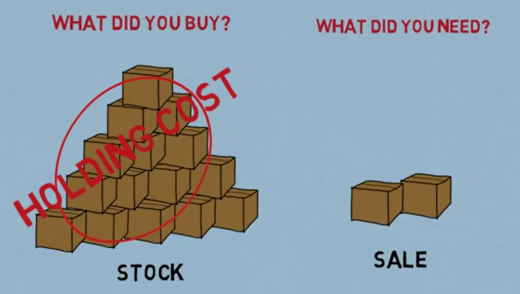 WHAT DID YOU BUY?
WHAT DID YOU NEED?
HOLDING COST
STOCK
SALE